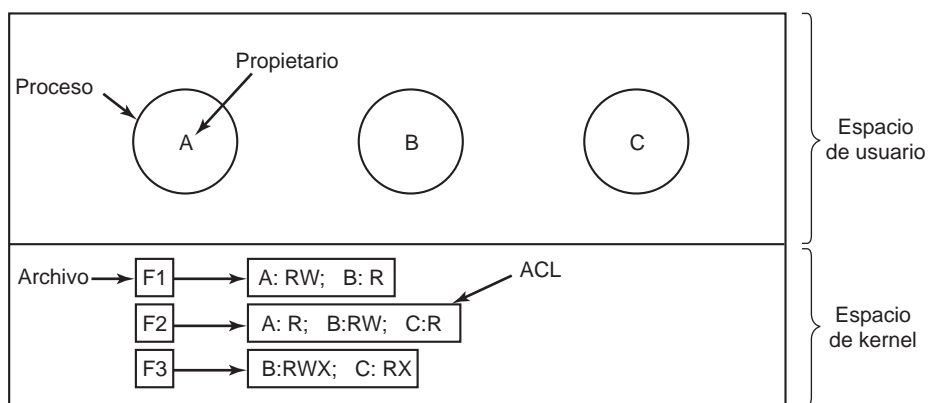 Propietario
Proceso
A
B
C
Espacio
de usuario
Archivo
F1
A: RW; B: R
ACL
F2
A: R; B:RW; C:R
F3
B:RWX; C: RX
Espacio
de kernel